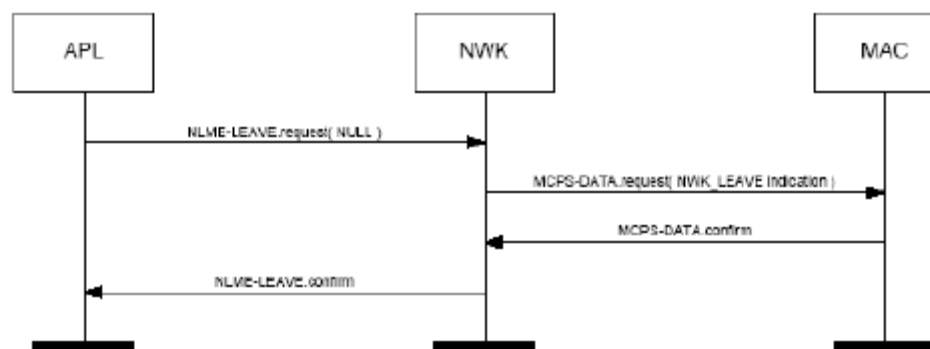 APL
NWK
MAC
NLME-LEAVE.request( NULL )
MCPS-DATA.request( NWK_LEAVE indication )
MCPS-DATA.confirm
NLME-LEAVE.confirm